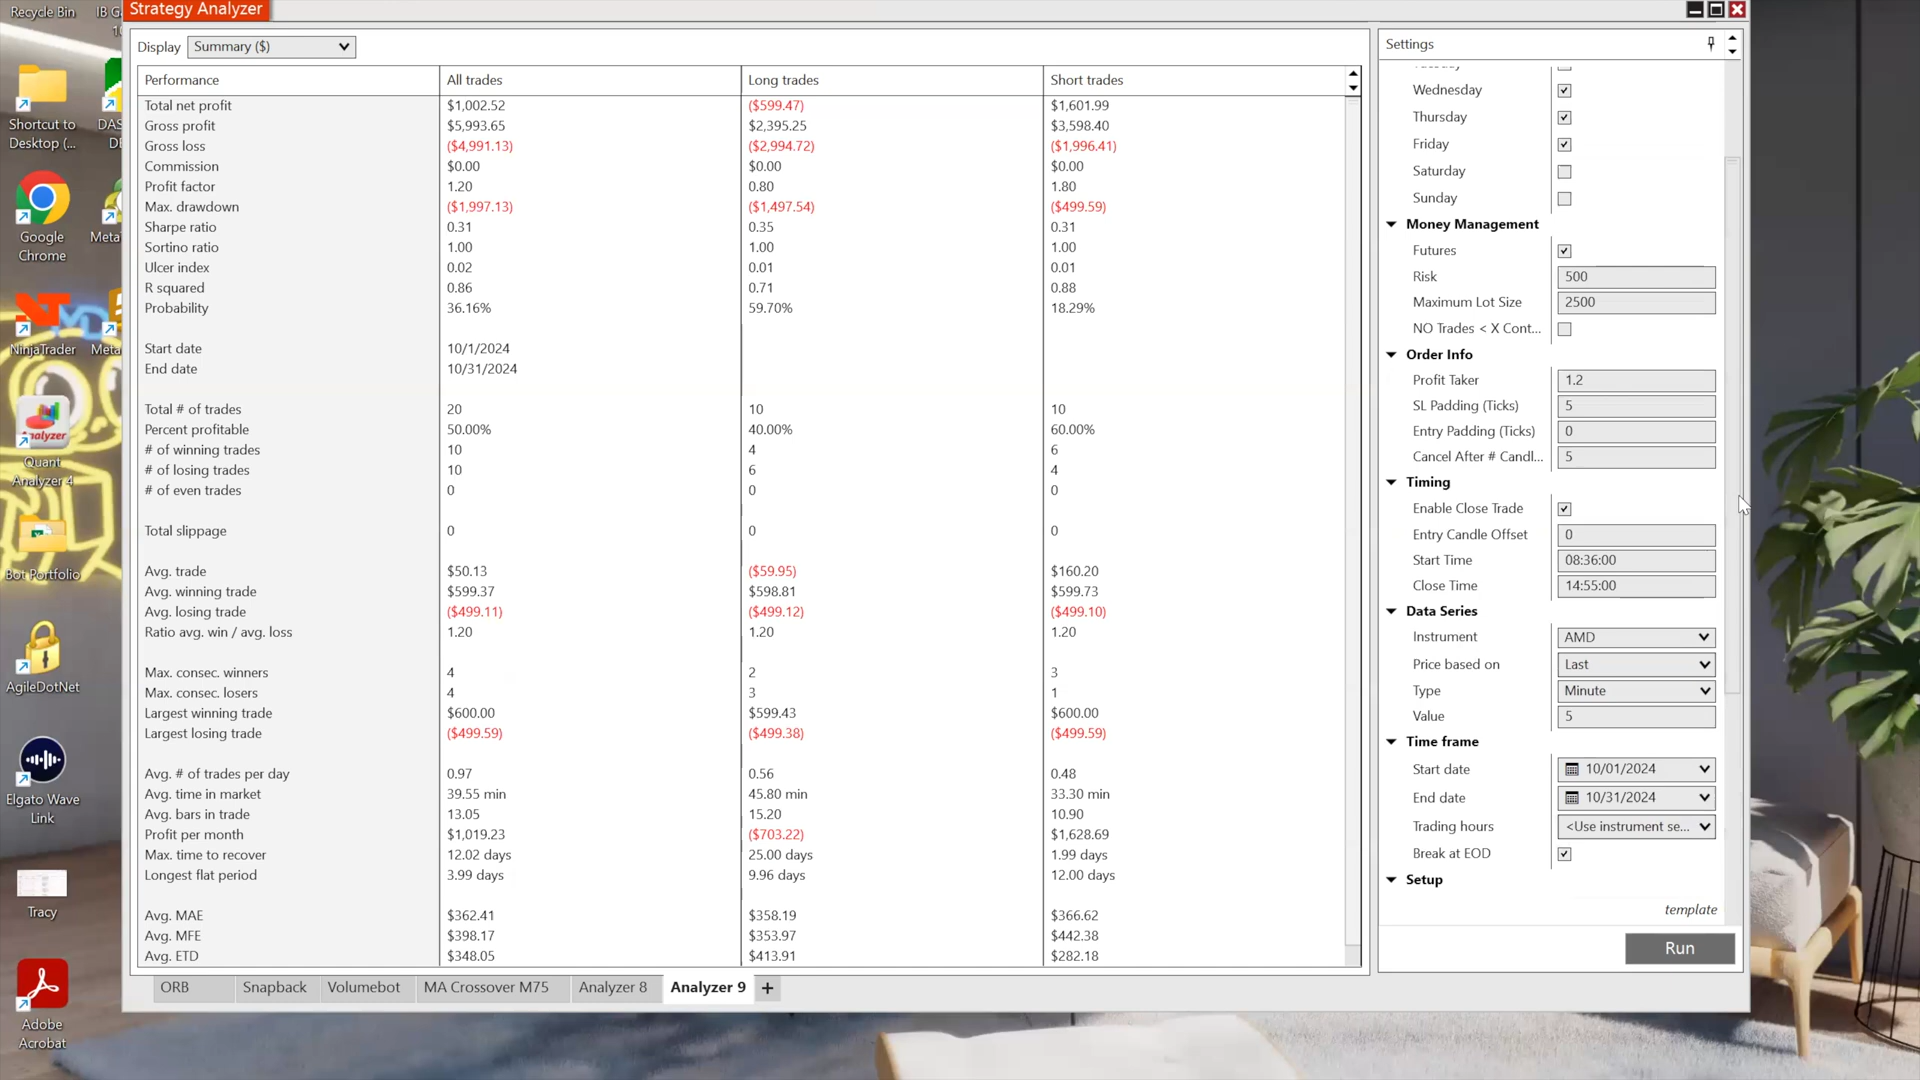 Recycle Bin
IB G
Shortcut to
Desktop (...
DAS
Google
Chrome
Meta
NinjaTrader
Meta
Quant
Analyzer 4
Bot Portfolio
AgileDotNet
Elgato Wave
Link
Tracy
Adobe
Acrobat
Strategy Analyzer
Display Summary ($)
Performance All trades Long trades Short trades
Total net profit $1,002.52 ($599.47) $1,601.99
Gross profit $5,993.65 $2,395.25 $3,598.40
Gross loss ($4,991.13) ($2,994.72) ($1,996.41)
Commission $0.00 $0.00 $0.00
Profit factor 1.20 0.80 1.80
Max. drawdown ($1,997.13) ($1,497.54) ($499.59)
Sharpe ratio 0.31 0.35 0.31
Sortino ratio 1.00 1.00 1.00
Ulcer index 0.02 0.01 0.01
R squared 0.86 0.71 0.88
Probability 36.16% 59.70% 18.29%
Start date 10/1/2024
End date 10/31/2024
Total # of trades 20 10 10
Percent profitable 50.00% 40.00% 60.00%
# of winning trades 10 4 6
# of losing trades 10 6 4
# of even trades 0 0 0
Total slippage 0 0 0
Avg. trade $50.13 ($59.95) $160.20
Avg. winning trade $599.37 $598.81 $599.73
Avg. losing trade ($499.11) ($499.12) ($499.10)
Ratio avg. win / avg. loss 1.20 1.20 1.20
Max. consec. winners 4 2 3
Max. consec. losers 4 3 1
Largest winning trade $600.00 $599.43 $600.00
Largest losing trade ($499.59) ($499.38) ($499.59)
Avg. # of trades per day 0.97 0.56 0.48
Avg. time in market 39.55 min 45.80 min 33.30 min
Avg. bars in trade 13.05 15.20 10.90
Profit per month $1,019.23 ($703.22) $1,628.69
Max. time to recover 12.02 days 25.00 days 1.99 days
Longest flat period 3.99 days 9.96 days 12.00 days
Avg. MAE $362.41 $358.19 $366.62
Avg. MFE $398.17 $353.97 $442.38
Avg. ETD $348.05 $413.91 $282.18
ORB Snapback Volumebot MA Crossover M75 Analyzer 8 Analyzer 9 +
Settings
Wednesday
Thursday
Friday
Saturday
Sunday
Money Management
Futures
Risk 500
Maximum Lot Size 2500
NO Trades < X Cont...
Order Info
Profit Taker 1.2
SL Padding (Ticks) 5
Entry Padding (Ticks) 0
Cancel After # Candl... 5
Timing
Enable Close Trade
Entry Candle Offset 0
Start Time 08:36:00
Close Time 14:55:00
Data Series
Instrument AMD
Price based on Last
Type Minute
Value 5
Time frame
Start date 10/01/2024
End date 10/31/2024
Trading hours <Use instrument se...
Break at EOD
Setup
template
Run